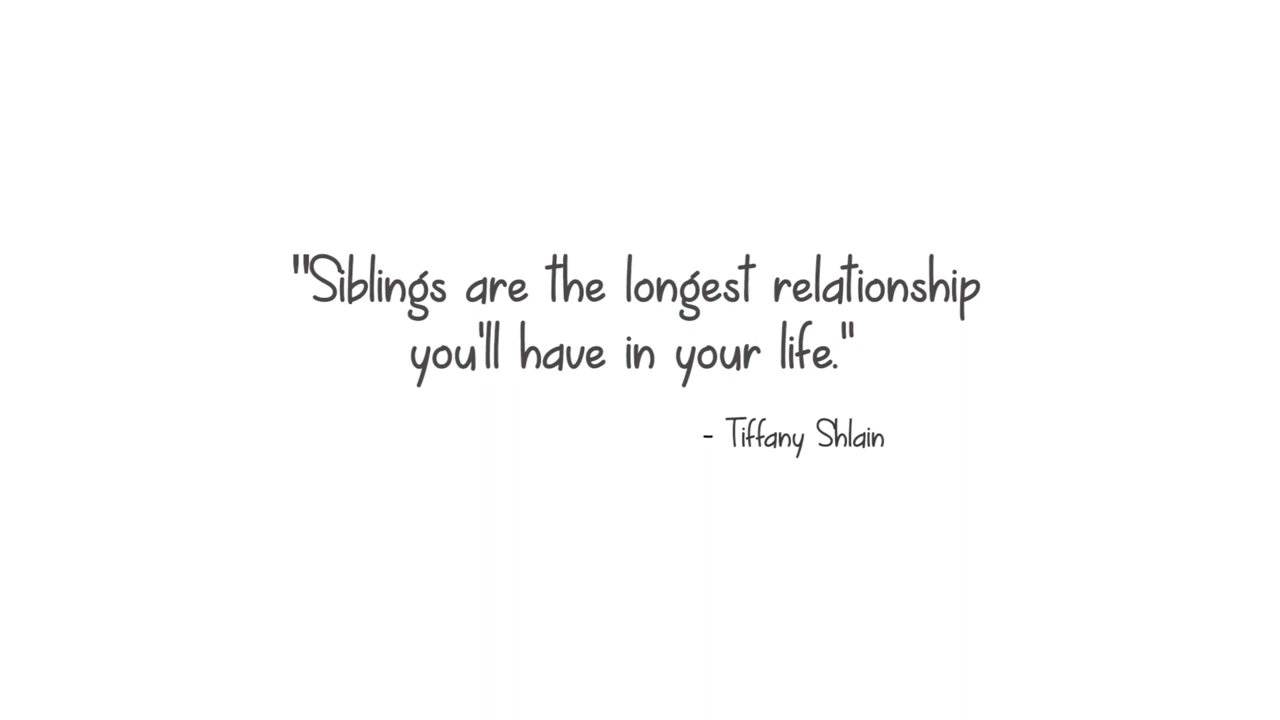 "Siblings are the longest relationship
you'll have in your life."
- Tiffany Shlain